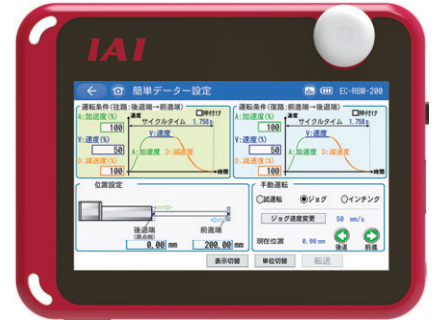 IAI
簡単データー設定
EC-R6M-200
運転条件(往路:後退端→前進端)
A:加速度(%)
100
V:速度(%)
50
D:減速度(%)
100
速度
□押付け
サイクルタイム 1.750s
V:速度
A:加速度 D:減速度
時間
運転条件(復路:前進端→後退端)
A:加速度(%)
100
V:速度(%)
50
D:減速度(%)
100
速度
□押付け
サイクルタイム 1.750s
V:速度
A:加速度 D:減速度
時間
位置設定
後退端
(原点側)
0.00 mm
前進端
200.00 mm
手動運転
試運転 ジョグ インチング
ジョグ速度変更 50 mm/s
現在位置 0.00 mm
後退 前進
表示切替 単位切替 転送